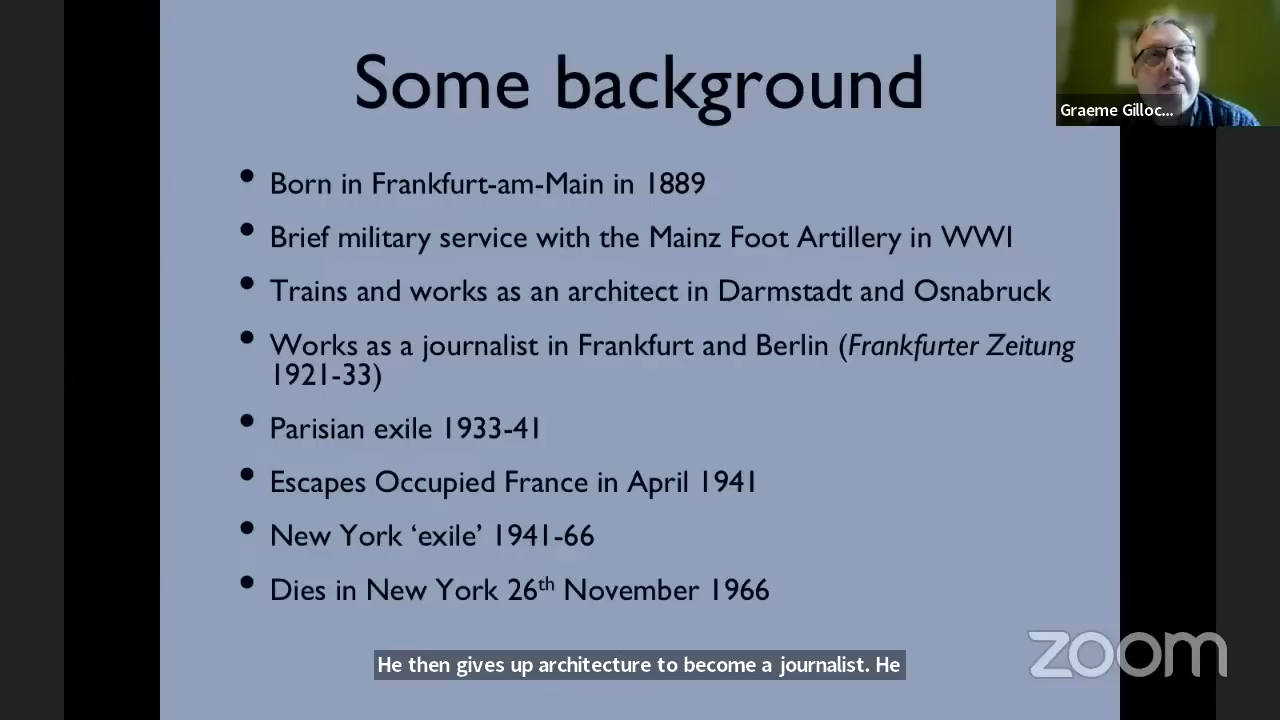 Some background
Graeme Gilloc...
• Born in Frankfurt-am-Main in 1889
• Brief military service with the Mainz Foot Artillery in WWI
• Trains and works as an architect in Darmstadt and Osnabruck
• Works as a journalist in Frankfurt and Berlin (Frankfurter Zeitung
1921-33)
• Parisian exile 1933-41
• Escapes Occupied France in April 1941
• New York ‘exile’ 1941-66
• Dies in New York 26th November 1966
He then gives up architecture to become a journalist. He
zoom